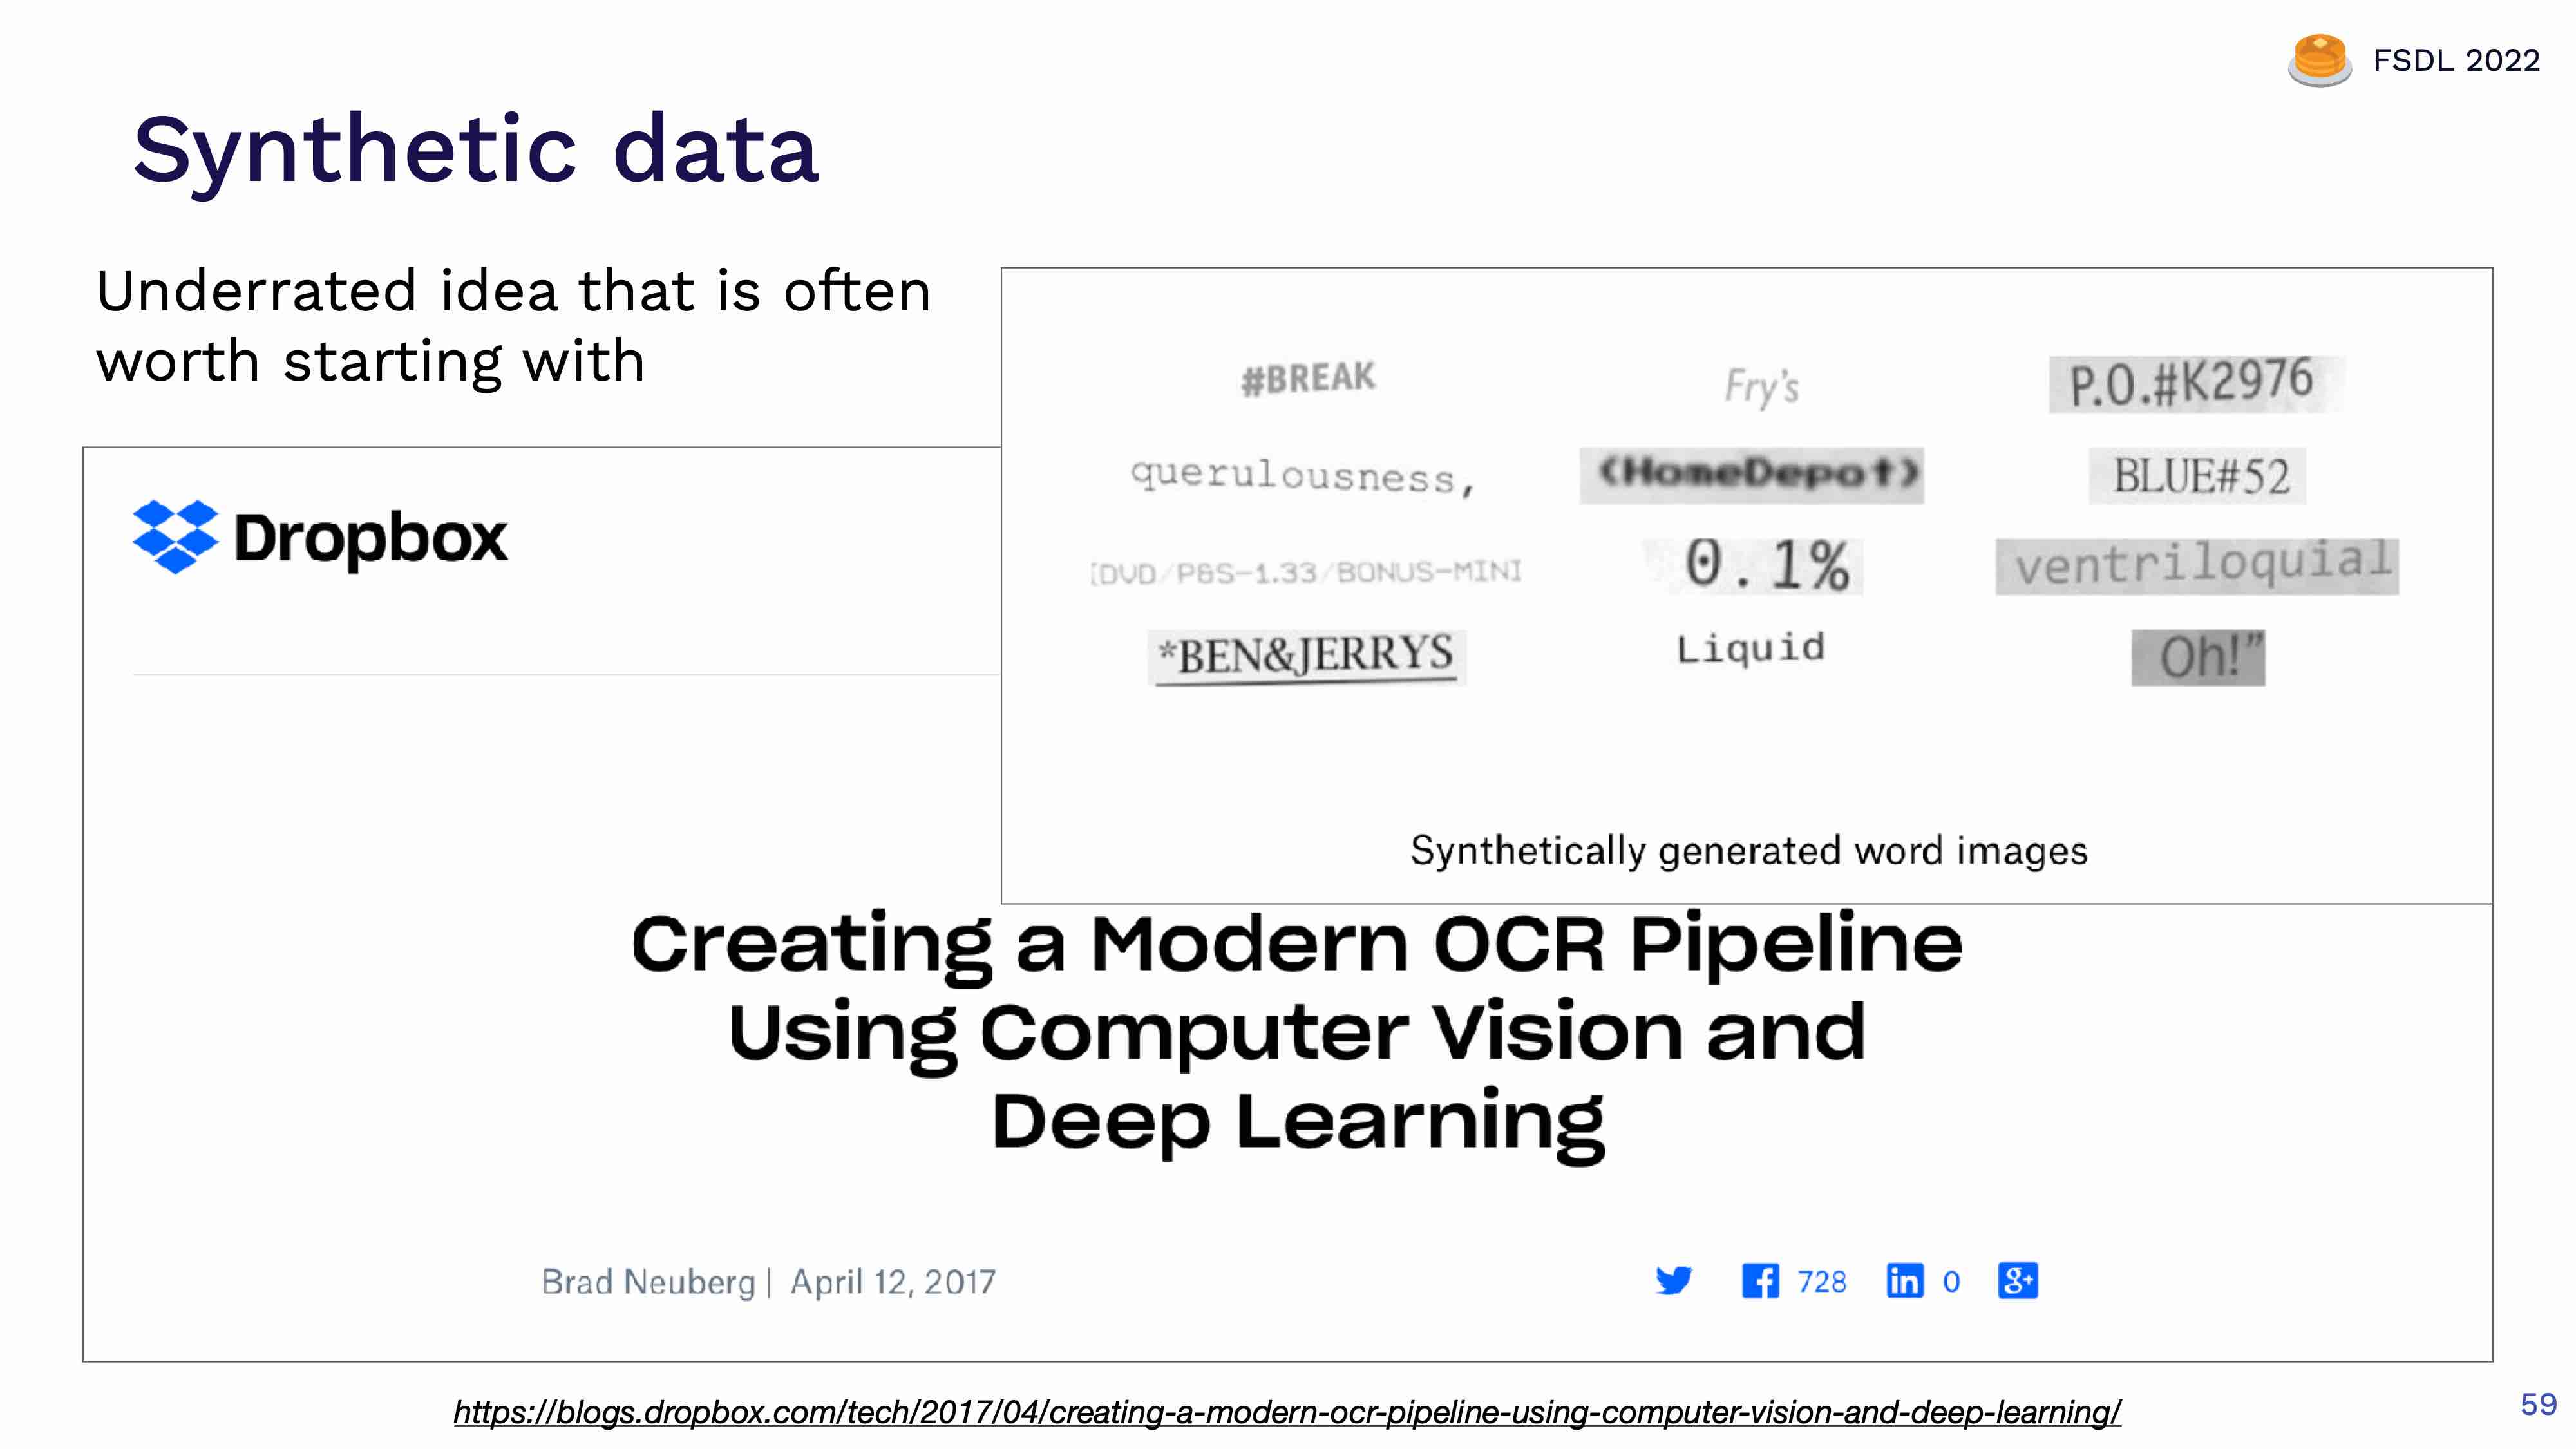 FSDL 2022
Synthetic data
Underrated idea that is often
worth starting with
#BREAK Fry's P.O.#K2976
querulousness, (HomeDepot) BLUE#52
[DVD/P&S-1.33/BONUS-MINI 0.1% ventriloquial
*BEN&JERRYS Liquid Oh!”
Synthetically generated word images
Dropbox
Creating a Modern OCR Pipeline
Using Computer Vision and
Deep Learning
Brad Neuberg | April 12, 2017 728 in 0 g+
https://blogs.dropbox.com/tech/2017/04/creating-a-modern-ocr-pipeline-using-computer-vision-and-deep-learning/
59